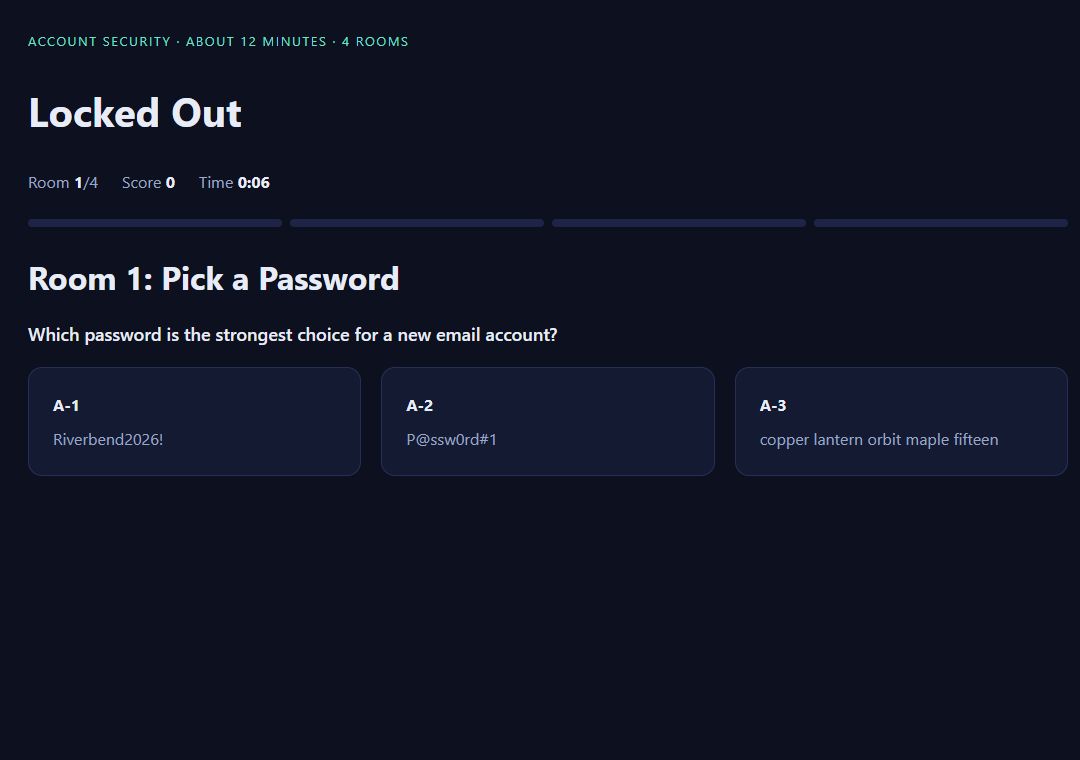 ACCOUNT SECURITY · ABOUT 12 MINUTES · 4 ROOMS
Locked Out
Room 1/4 Score 0 Time 0:06
Room 1: Pick a Password
Which password is the strongest choice for a new email account?
A-1
Riverbend2026!
A-2
P@ssw0rd#1
A-3
copper lantern orbit maple fifteen